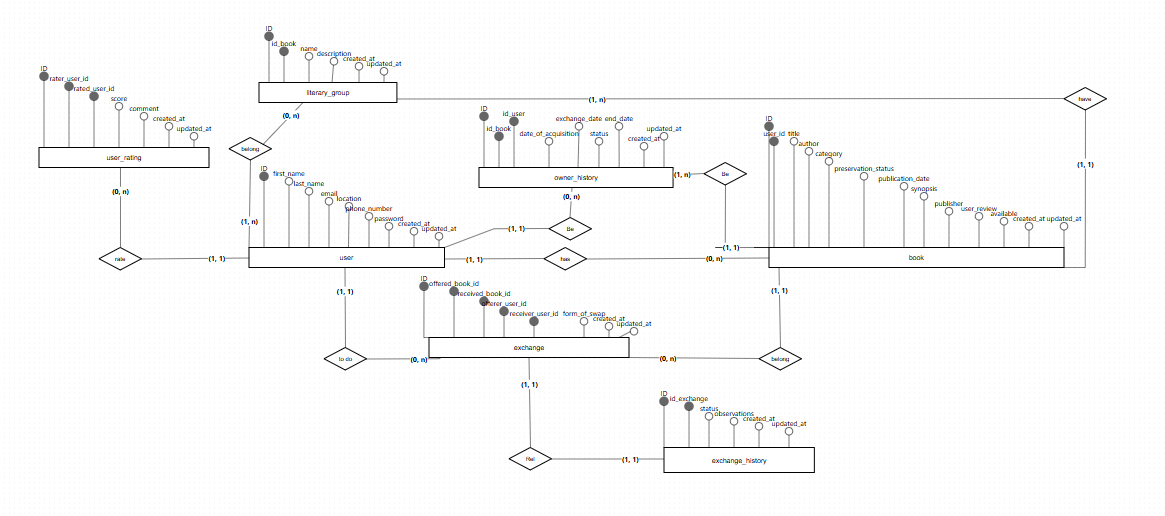 ID
id_book
name
description
created_at
updated_at
literary_group
(0, n)
(1, n)
have
(1, 1)
ID
rater_user_id
rated_user_id
score
comment
created_at
updated_at
user_rating
(0, n)
rate
(1, 1)
belong
(1, n)
ID
id_book
id_user
date_of_acquisition
exchange_date
status
end_date
created_at
updated_at
owner_history
(1, n)
Be
(1, 1)
(0, n)
Be
(1, 1)
ID
first_name
last_name
email
location
phone_number
password
created_at
updated_at
user
(1, 1)
has
(0, n)
ID
user_id
title
author
category
preservation_status
publication_date
synopsis
publisher
user_review
available
created_at
updated_at
book
(1, 1)
to do
(0, n)
ID
offered_book_id
received_book_id
offerer_user_id
receiver_user_id
form_of_swap
created_at
updated_at
exchange
(0, n)
belong
(1, 1)
(1, 1)
Rel
(1, 1)
ID
id_exchange
status
observations
created_at
updated_at
exchange_history